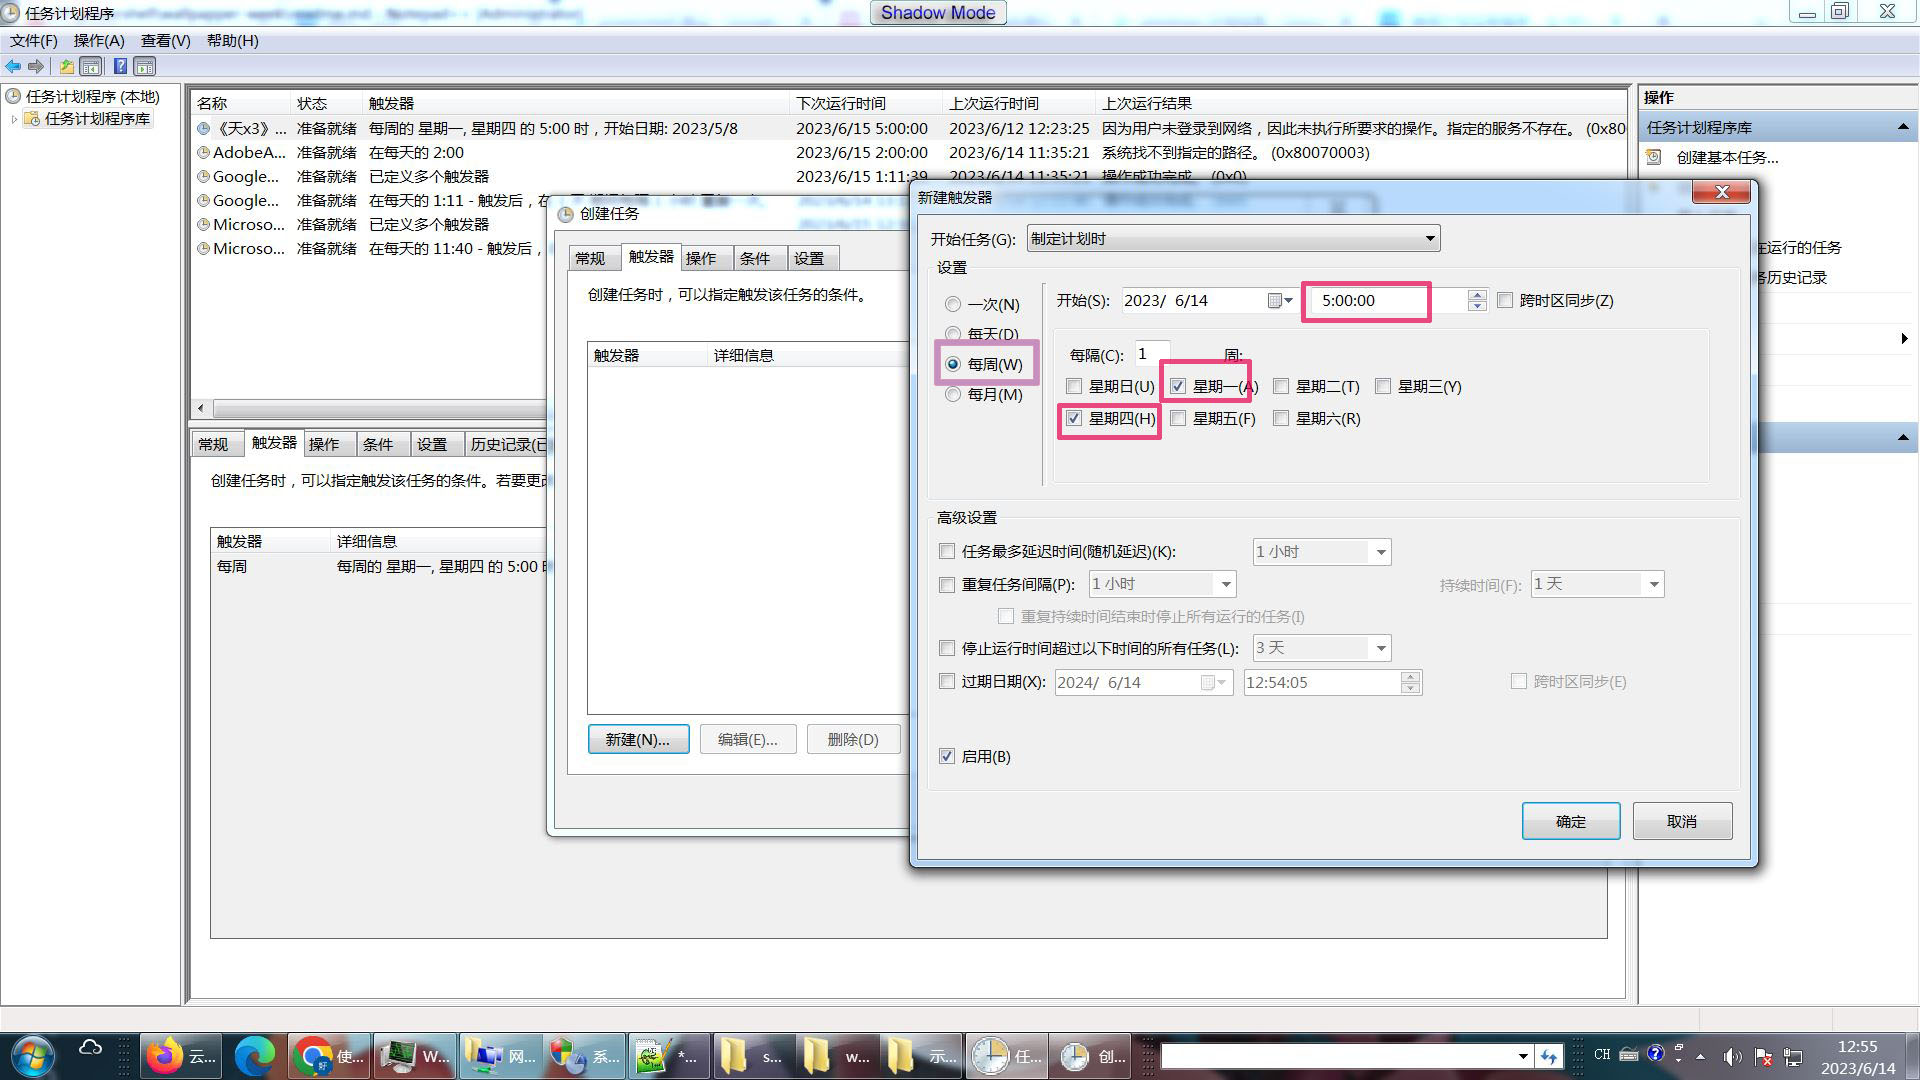 任务计划程序
Shadow Mode
文件(F) 操作(A) 查看(V) 帮助(H)
任务计划程序 (本地)
任务计划程序库
名称 状态 触发器 下次运行时间 上次运行时间 上次运行结果
《天x3》... 准备就绪 每周的 星期一, 星期四 的 5:00 时，开始日期: 2023/5/8 2023/6/15 5:00:00 2023/6/12 12:23:25 因为用户未登录到网络，因此未执行所要求的操作。指定的服务不存在。 (0x80
AdobeA... 准备就绪 在每天的 2:00 2023/6/15 2:00:00 2023/6/14 11:35:21 系统找不到指定的路径。 (0x80070003)
Google... 准备就绪 已定义多个触发器 2023/6/15 1:11:39 2023/6/14 11:35:21 操作成功完成。 (0x0)
Google... 准备就绪 在每天的 1:11 - 触发后，在
Microso... 准备就绪 已定义多个触发器
Microso... 准备就绪 在每天的 11:40 - 触发后，
常规 触发器 操作 条件 设置 历史记录(已
创建任务时，可以指定触发该任务的条件。若要更改
触发器 详细信息
每周 每周的 星期一, 星期四 的 5:00
操作
任务计划程序库
创建基本任务...
在运行的任务
务历史记录
创建任务
常规 触发器 操作 条件 设置
创建任务时，可以指定触发该任务的条件。
触发器 详细信息
新建(N)... 编辑(E)... 删除(D)
新建触发器
开始任务(G): 制定计划时
设置
一次(N)
每天(D)
每周(W)
每月(M)
开始(S): 2023/ 6/14 5:00:00 跨时区同步(Z)
每隔(C): 1 周:
星期日(U) 星期一(A) 星期二(T) 星期三(Y)
星期四(H) 星期五(F) 星期六(R)
高级设置
任务最多延迟时间(随机延迟)(K): 1 小时
重复任务间隔(P): 1 小时 持续时间(F): 1 天
重复持续时间结束时停止所有运行的任务(I)
停止运行时间超过以下时间的所有任务(L): 3 天
过期日期(X): 2024/ 6/14 12:54:05 跨时区同步(E)
启用(B)
确定 取消
云... 使... W... 网... 系... *... s... w... 示... 任... 创...
CH
12:55
2023/6/14